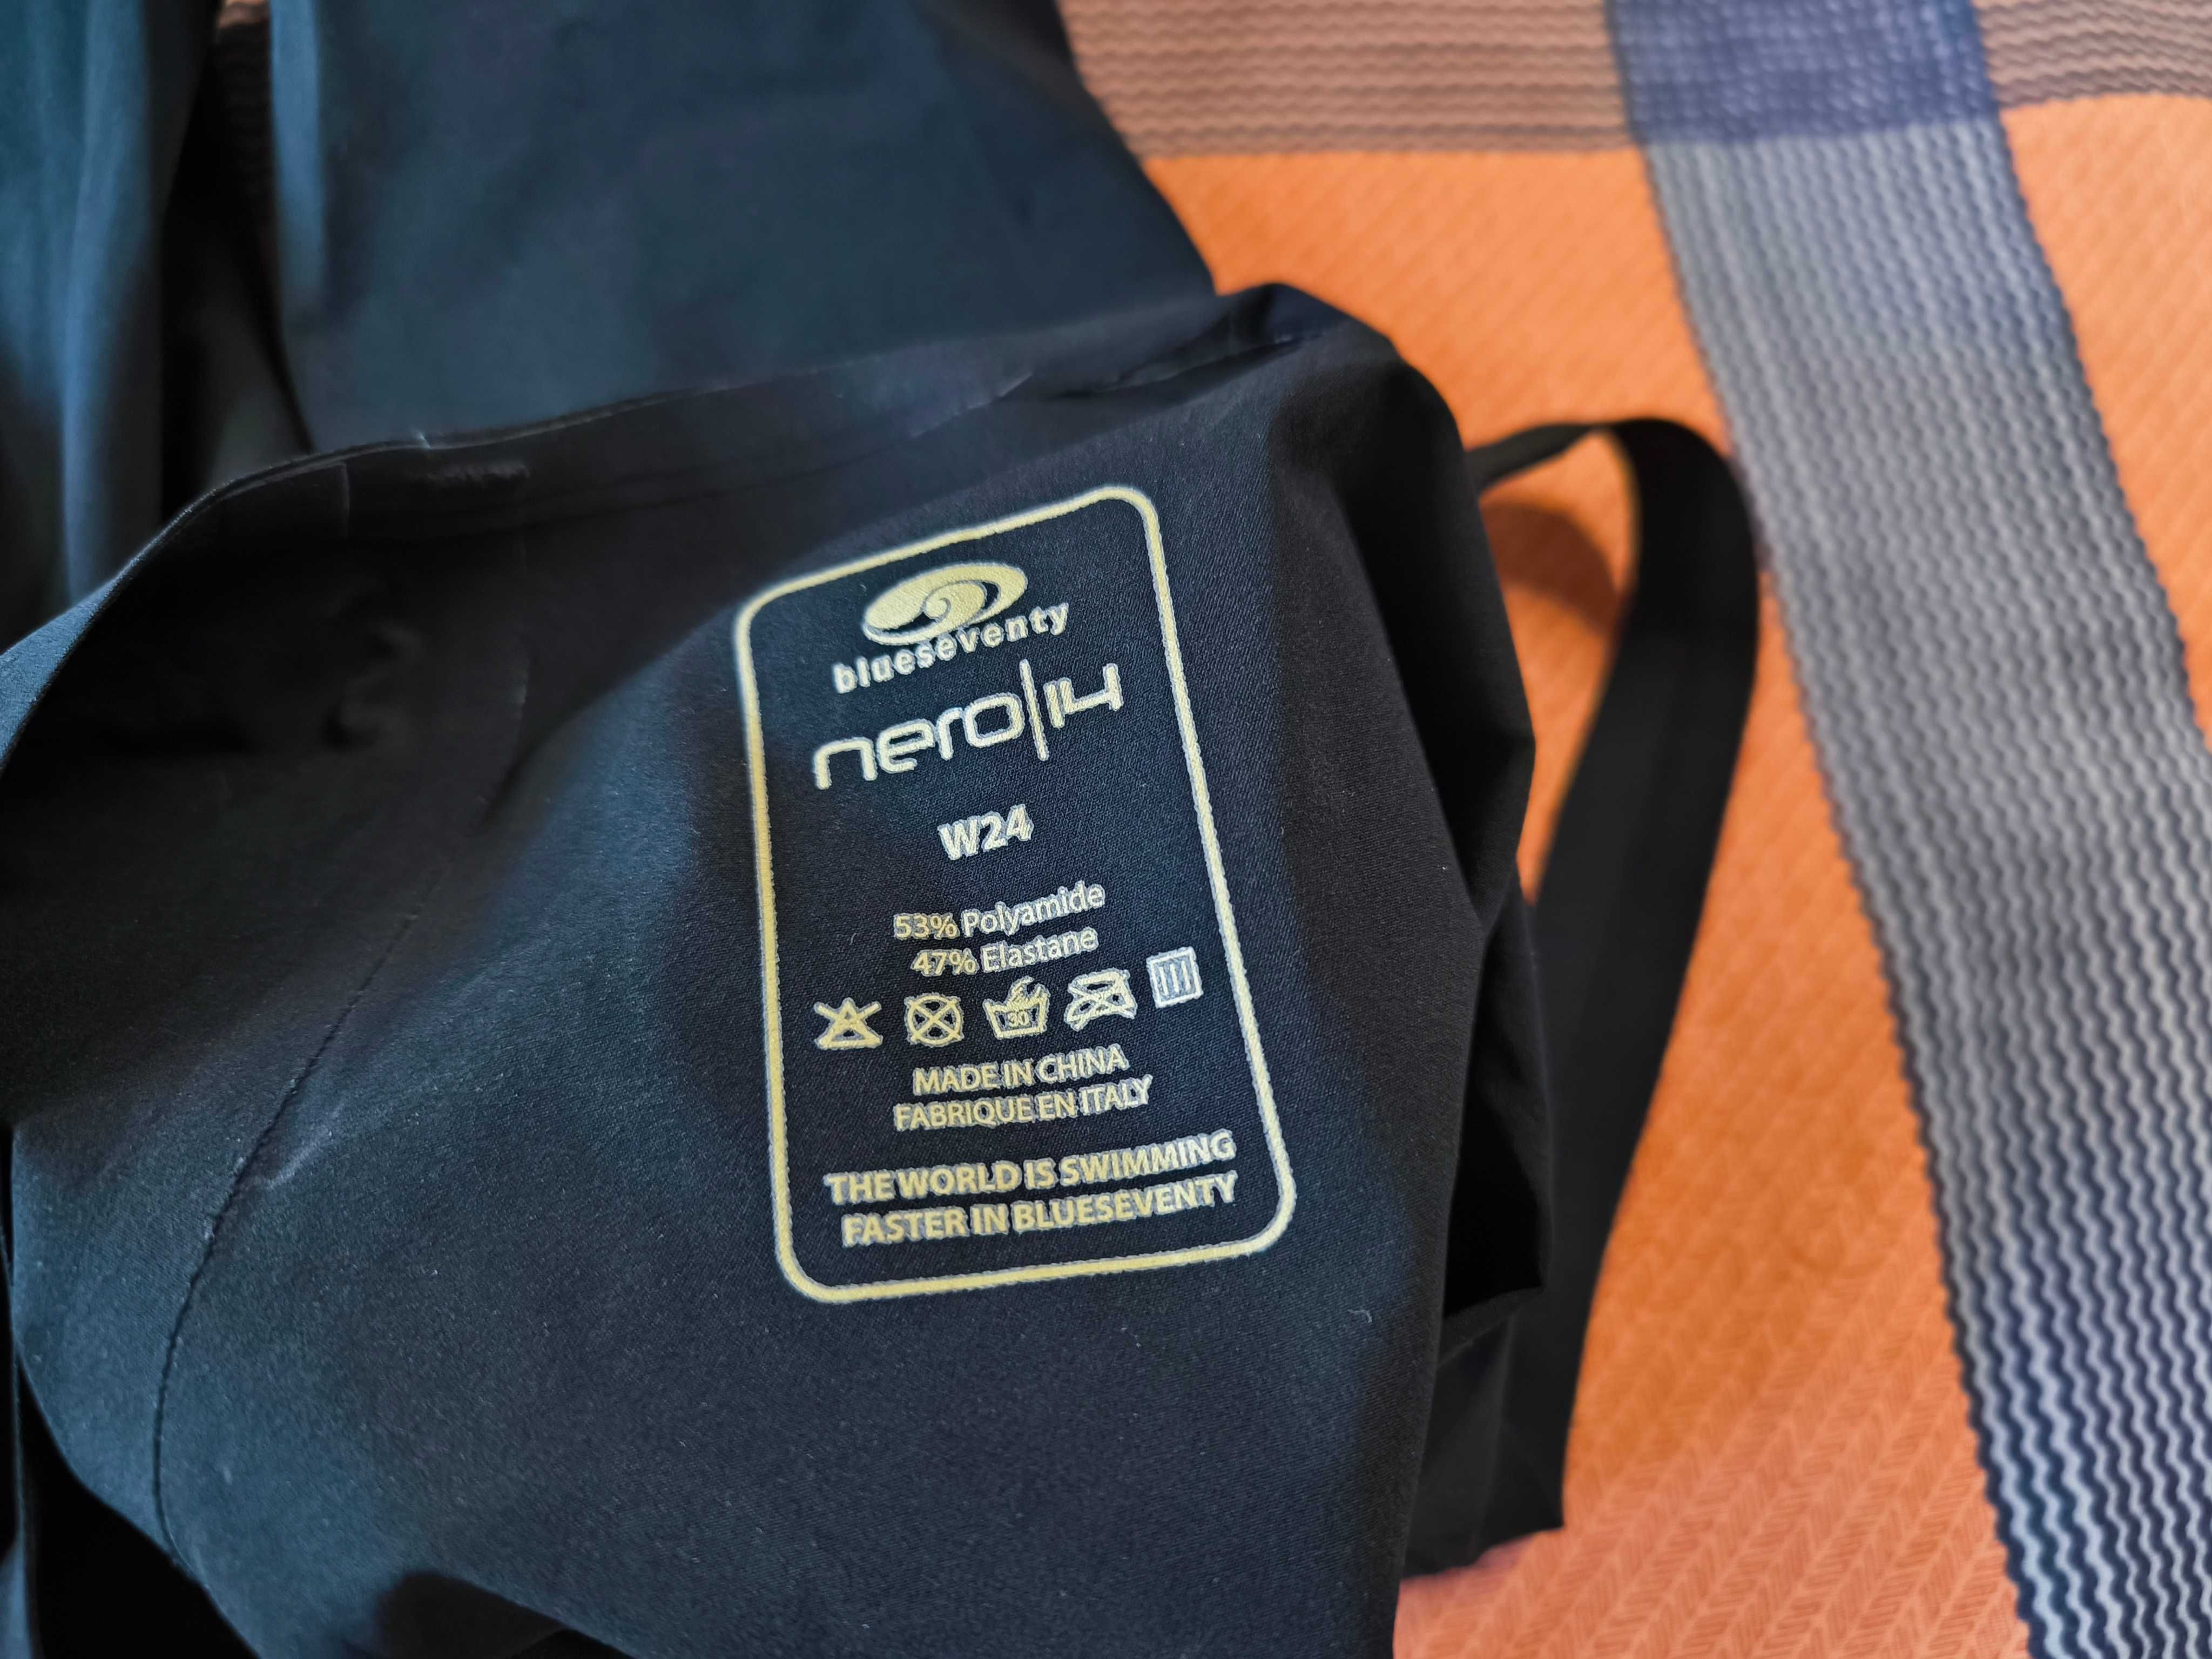 blueseventy
nero|14
W24
53% Polyamide
47% Elastane
30
MADE IN CHINA
FABRIQUE EN ITALY
THE WORLD IS SWIMMING
FASTER IN BLUESEVENTY